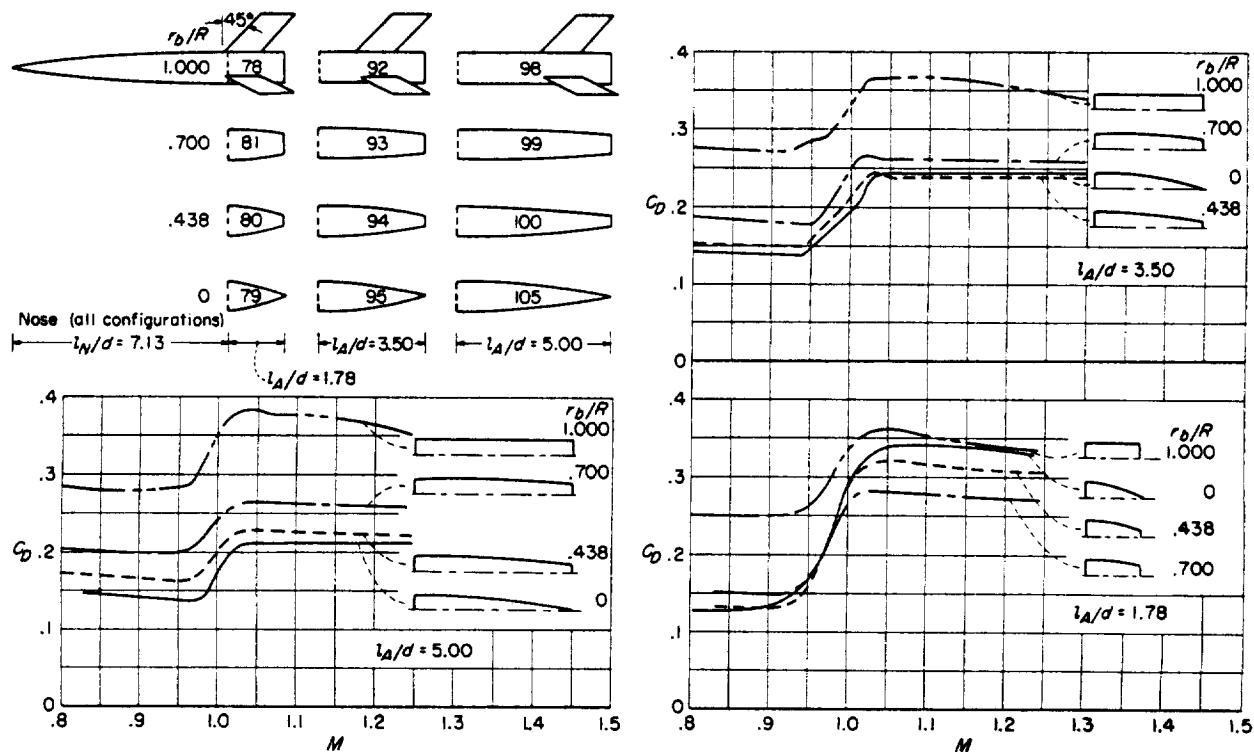 45°
r_b/R
1.000 78 92 98
.700 81 93 99
.438 80 94 100
0 79 95 105
Nose (all configurations)
l_N/d = 7.13 l_A/d=3.50 l_A/d = 5.00
l_A/d = 1.78
.4
.3
C_D .2
.1
0
r_b/R
1.000
.700
0
.438
l_A/d = 3.50
.4
.3
C_D .2
.1
0
r_b/R
1.000
.700
.438
0
l_A/d = 5.00
.8 .9 1.0 1.1 1.2 1.3 1.4 1.5
M
.3
C_D .2
.1
0
r_b/R
1.000
0
.438
.700
l_A/d = 1.78
.8 .9 1.0 1.1 1.2 1.3 1.4 1.5
M